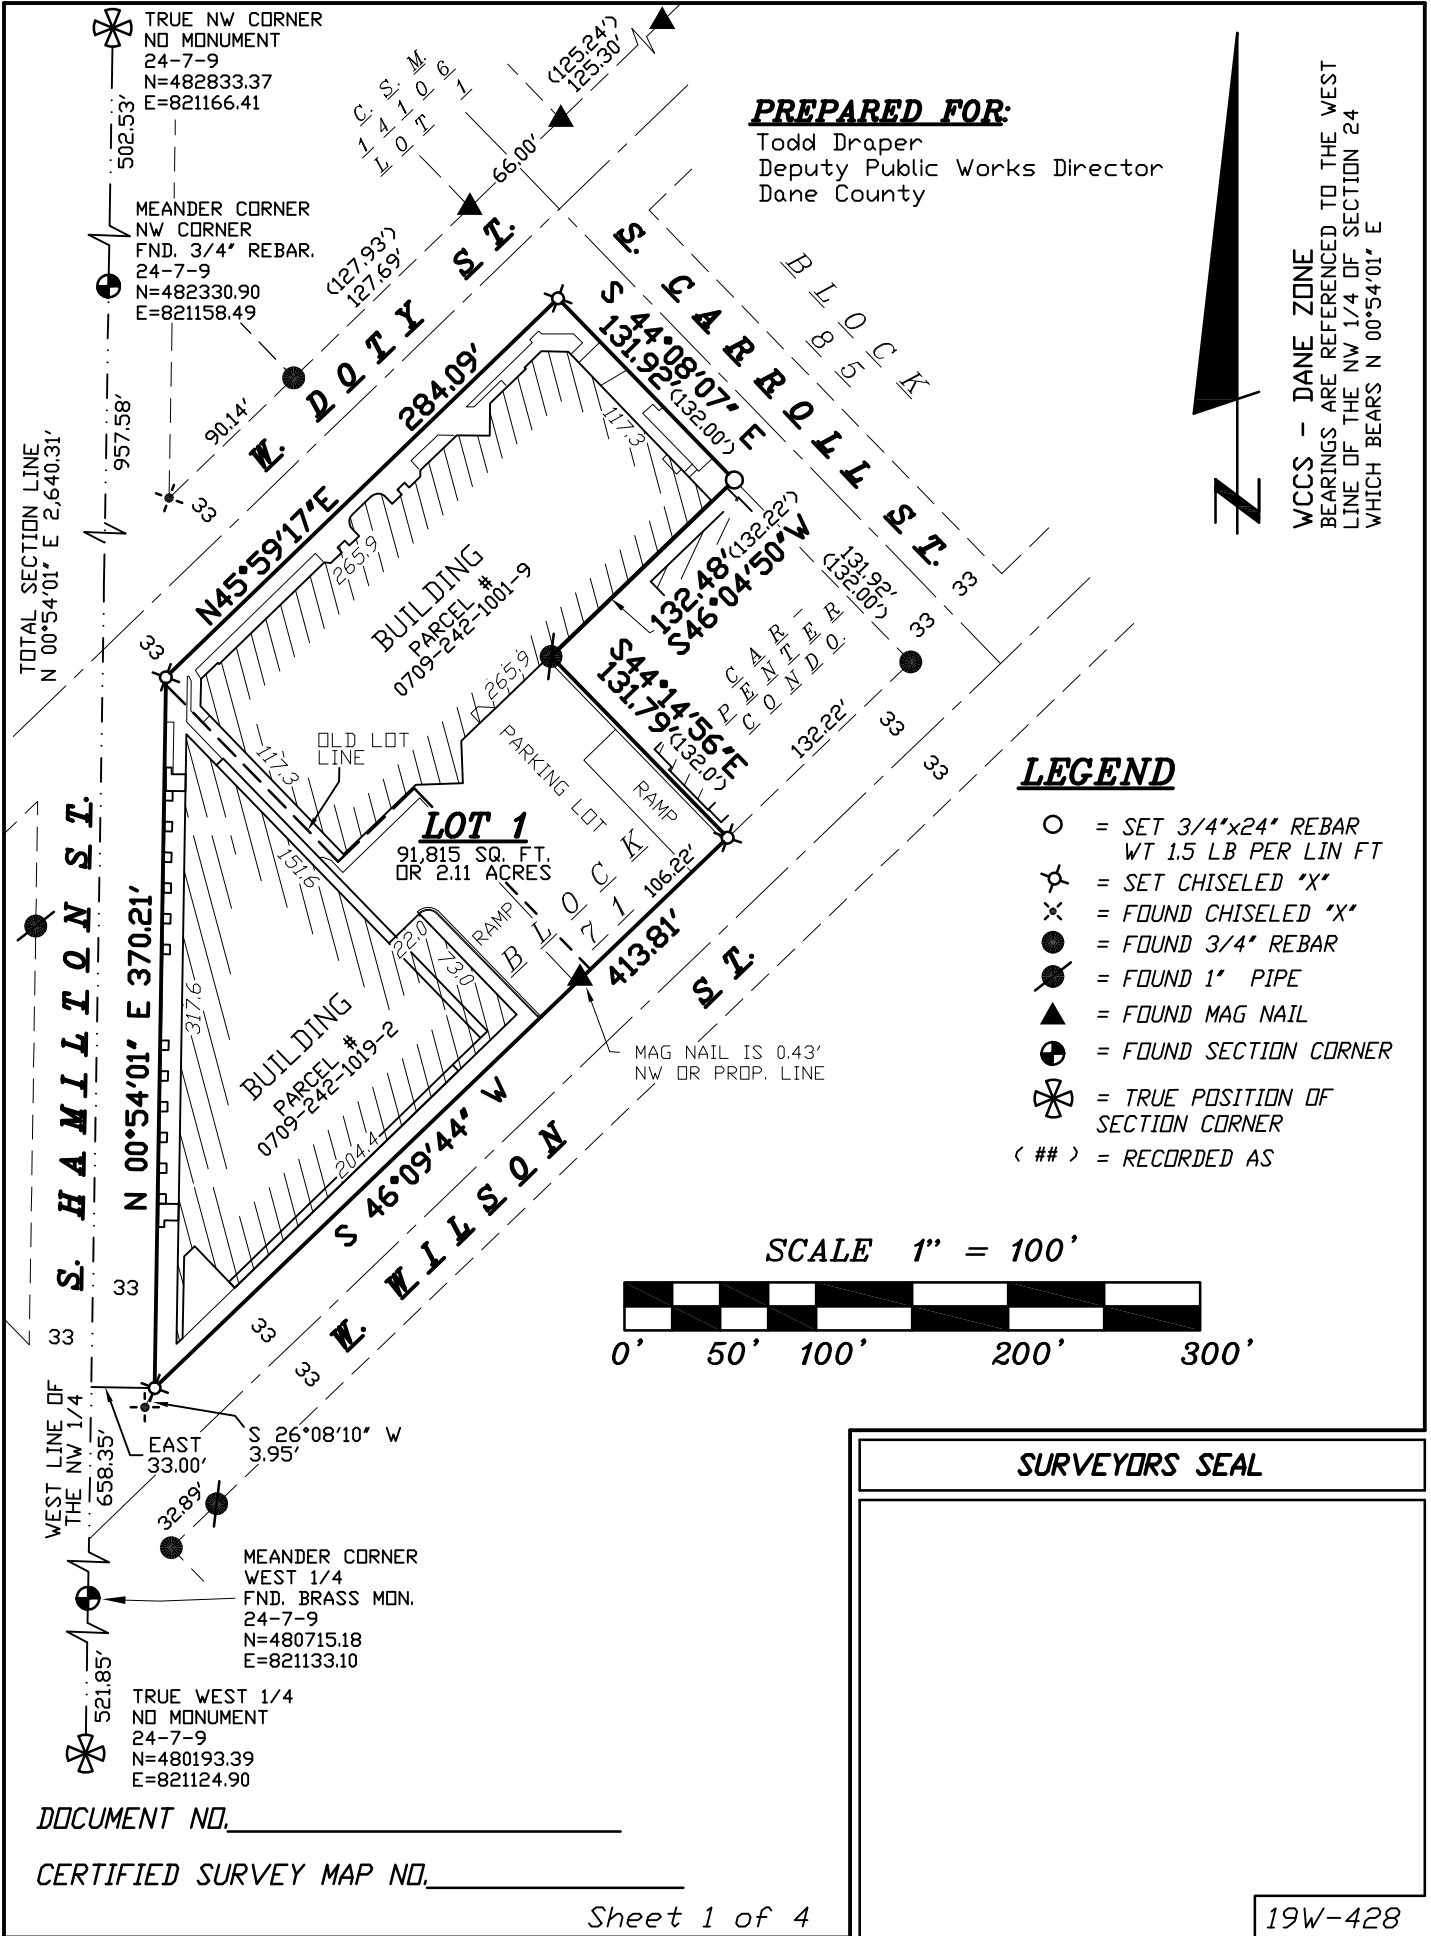 TRUE NW CORNER
NO MONUMENT
24-7-9
N=482833.37
E=821166.41
502.53'
MEANDER CORNER
NW CORNER
FND. 3/4" REBAR.
24-7-9
N=482330.90
E=821158.49
957.58'
TOTAL SECTION LINE
N 00°54'01" E 2,640.31'
C. S. M.
14106
LOT 1
(125.24')
125.30'
66.00'
(127.93')
127.69'
90.14'
33
W. DOTY ST.
PREPARED FOR:
Todd Draper
Deputy Public Works Director
Dane County
WCCS - DANE ZONE
BEARINGS ARE REFERENCED TO THE WEST
LINE OF THE NW 1/4 OF SECTION 24
WHICH BEARS N 00°54'01" E
N
S. CARROLL ST.
BLOCK
85
S 44°08'07" E
131.92'(132.00')
284.09'
N45°59'17"E
33
117.3
265.9
BUILDING
PARCEL #
0709-242-1001-9
265.9
117.3
132.48'(132.22')
S46°04'50"W
131.92'
(132.00')
33
33
CAR-
PENTER
CONDO.
S44°14'56"E
131.79'(132.0')
132.22'
33
33
OLD LOT
LINE
PARKING LOT
RAMP
LOT 1
91,815 SQ. FT.
OR 2.11 ACRES
151.6
RAMP
BLOCK
71
106.22'
22.0
73.0
413.81'
S. HAMILTON ST.
N 00°54'01" E 370.21'
317.6
BUILDING
PARCEL #
0709-242-1019-2
204.4
S 46°09'44" W
W. WILSON ST.
MAG NAIL IS 0.43'
NW OR PROP. LINE
33
33
33
33
LEGEND
= SET 3/4"x24" REBAR
WT 1.5 LB PER LIN FT
= SET CHISELED "X"
= FOUND CHISELED "X"
= FOUND 3/4" REBAR
= FOUND 1" PIPE
= FOUND MAG NAIL
= FOUND SECTION CORNER
= TRUE POSITION OF
SECTION CORNER
( ## ) = RECORDED AS
SCALE 1" = 100'
0' 50' 100' 200' 300'
WEST LINE OF
THE NW 1/4
658.35'
EAST
33.00'
S 26°08'10" W
3.95'
32.89'
MEANDER CORNER
WEST 1/4
FND. BRASS MON.
24-7-9
N=480715.18
E=821133.10
521.85'
TRUE WEST 1/4
NO MONUMENT
24-7-9
N=480193.39
E=821124.90
SURVEYORS SEAL
DOCUMENT NO.
CERTIFIED SURVEY MAP NO.
Sheet 1 of 4
19W-428